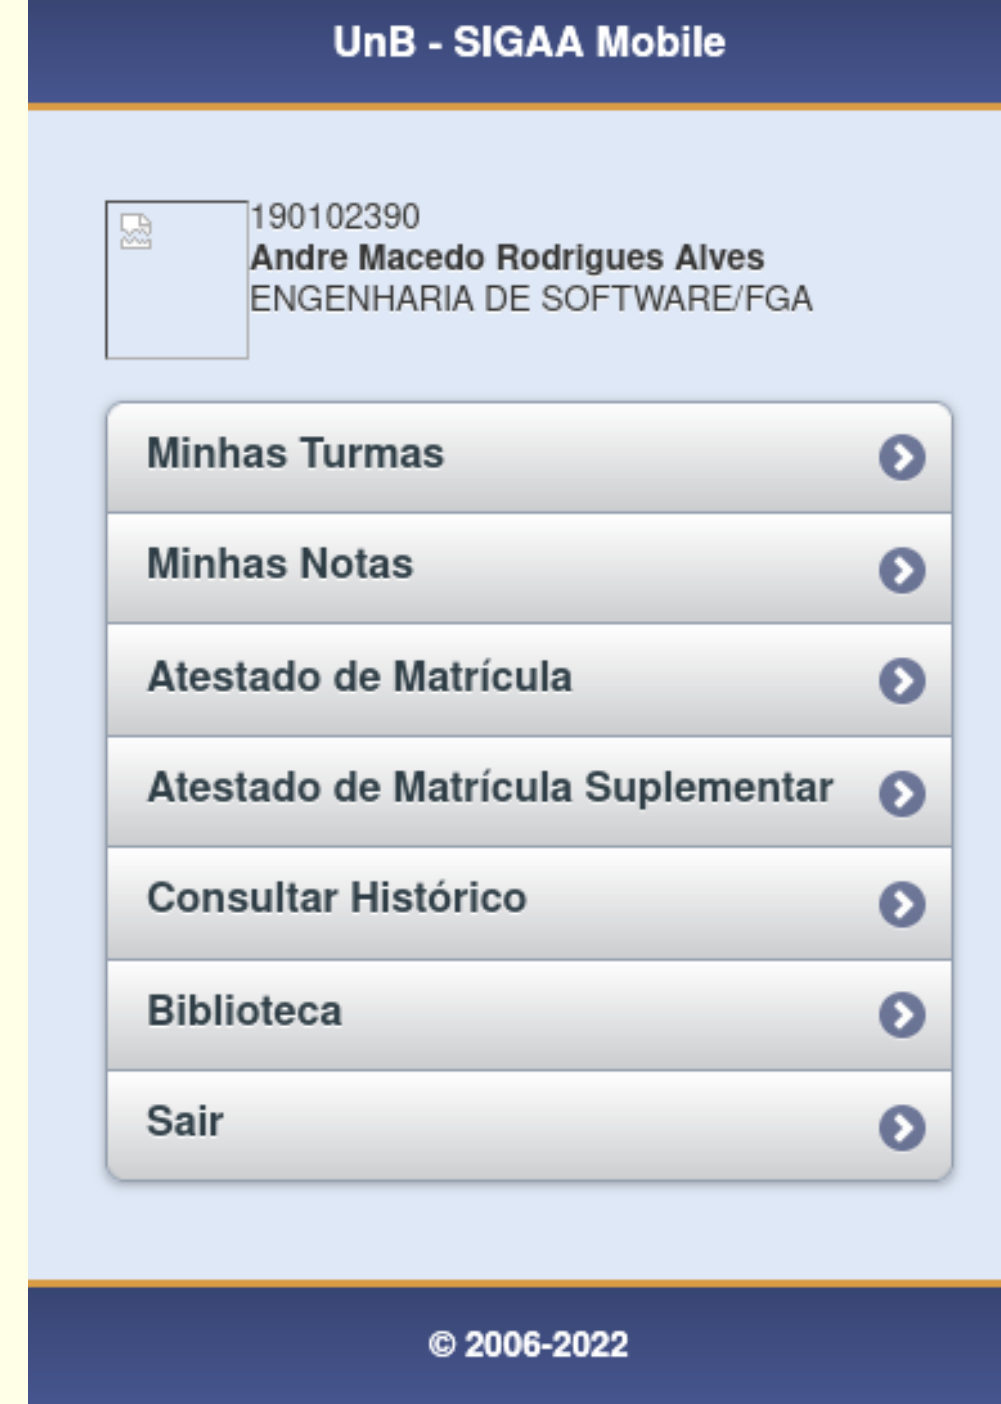 UnB - SIGAA Mobile
190102390
Andre Macedo Rodrigues Alves
ENGENHARIA DE SOFTWARE/FGA
Minhas Turmas
Minhas Notas
Atestado de Matrícula
Atestado de Matrícula Suplementar
Consultar Histórico
Biblioteca
Sair
© 2006-2022